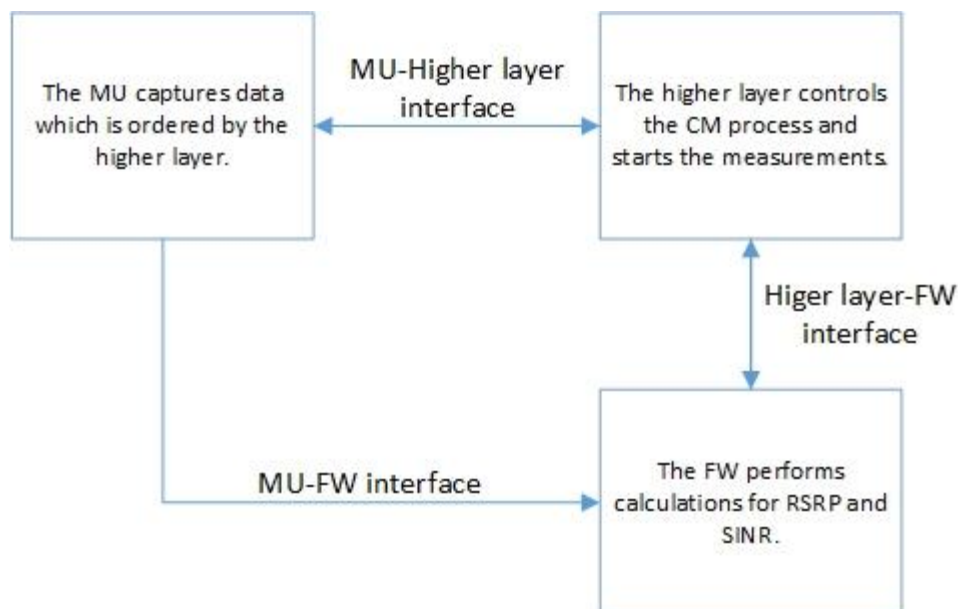 The MU captures data
which is ordered by the
higher layer.
MU-Higher layer
interface
The higher layer controls
the CM process and
starts the measurements.
Higer layer-FW
interface
MU-FW interface
The FW performs
calculations for RSRP and
SINR.